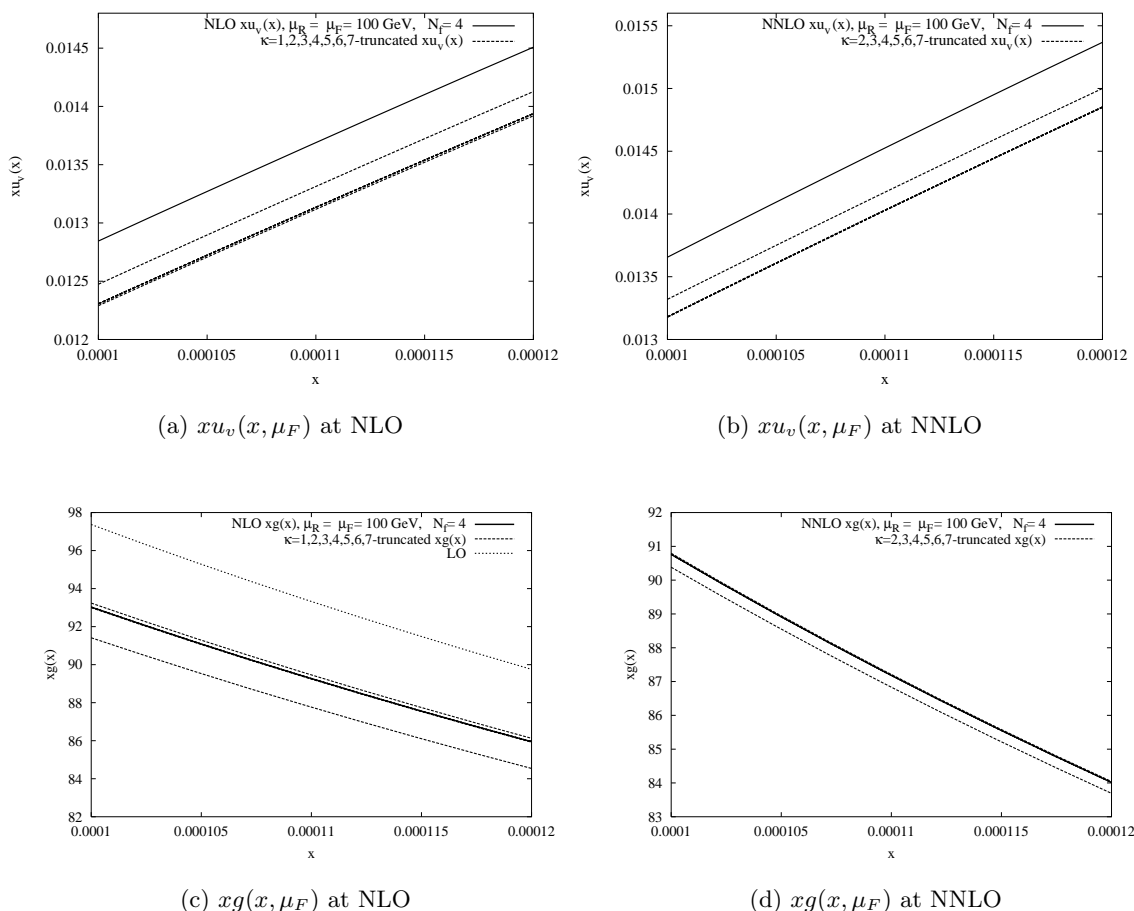 NLO xu_v(x), μ_R = μ_F = 100 GeV, N_f = 4
κ=1,2,3,4,5,6,7-truncated xu_v(x)
0.0145
0.014
0.0135
0.013
0.0125
0.012
xu_v(x)
0.0001 0.000105 0.00011 0.000115 0.00012
x
(a) xu_v(x, μ_F) at NLO
NNLO xu_v(x), μ_R = μ_F = 100 GeV, N_f = 4
κ=2,3,4,5,6,7-truncated xu_v(x)
0.0155
0.015
0.0145
0.014
0.0135
0.013
xu_v(x)
0.0001 0.000105 0.00011 0.000115 0.00012
x
(b) xu_v(x, μ_F) at NNLO
NLO xg(x), μ_R = μ_F = 100 GeV, N_f = 4
κ=1,2,3,4,5,6,7-truncated xg(x)
LO
98
96
94
92
90
88
86
84
82
xg(x)
0.0001 0.000105 0.00011 0.000115 0.00012
x
(c) xg(x, μ_F) at NLO
NNLO xg(x), μ_R = μ_F = 100 GeV, N_f = 4
κ=2,3,4,5,6,7-truncated xg(x)
92
91
90
89
88
87
86
85
84
83
xg(x)
0.0001 0.000105 0.00011 0.000115 0.00012
x
(d) xg(x, μ_F) at NNLO